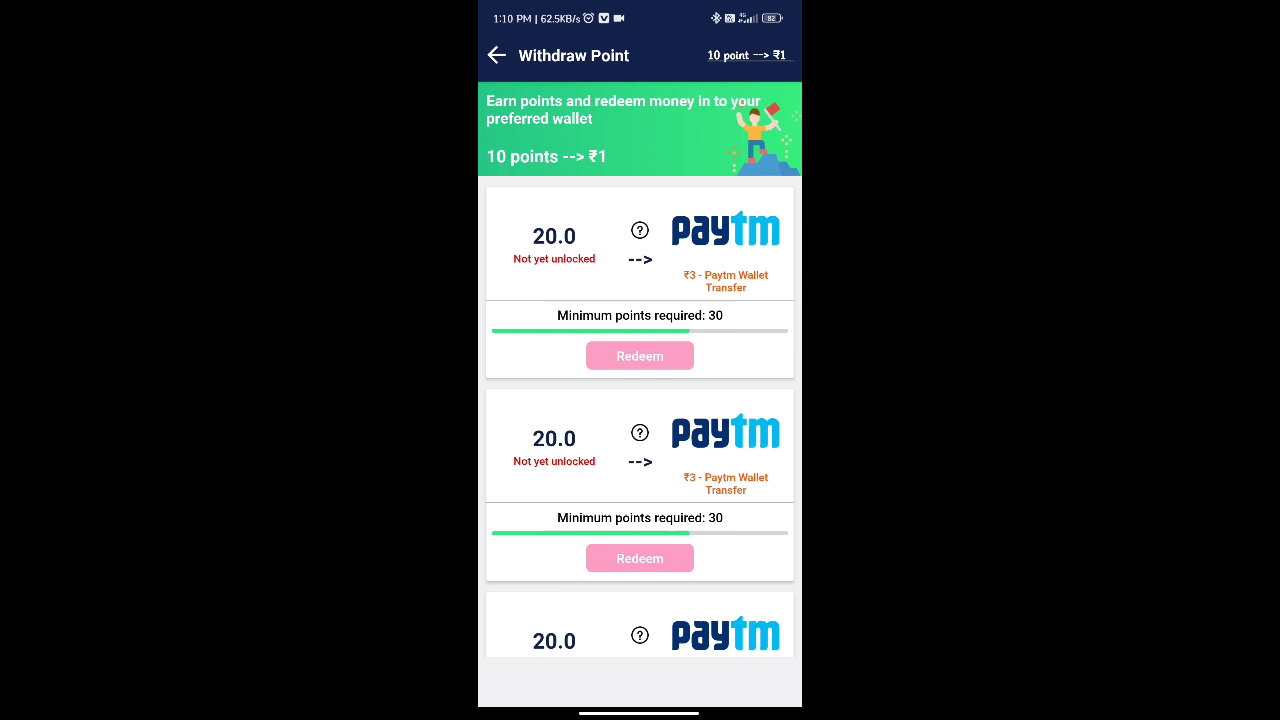 1:10 PM | 62.5KB/s
4G
82
Withdraw Point
10 point --> ₹1
Earn points and redeem money in to your
preferred wallet
10 points --> ₹1
20.0
Not yet unlocked
?
-->
paytm
₹3 - Paytm Wallet
Transfer
Minimum points required: 30
Redeem
20.0
Not yet unlocked
?
-->
paytm
₹3 - Paytm Wallet
Transfer
Minimum points required: 30
Redeem
20.0
?
paytm